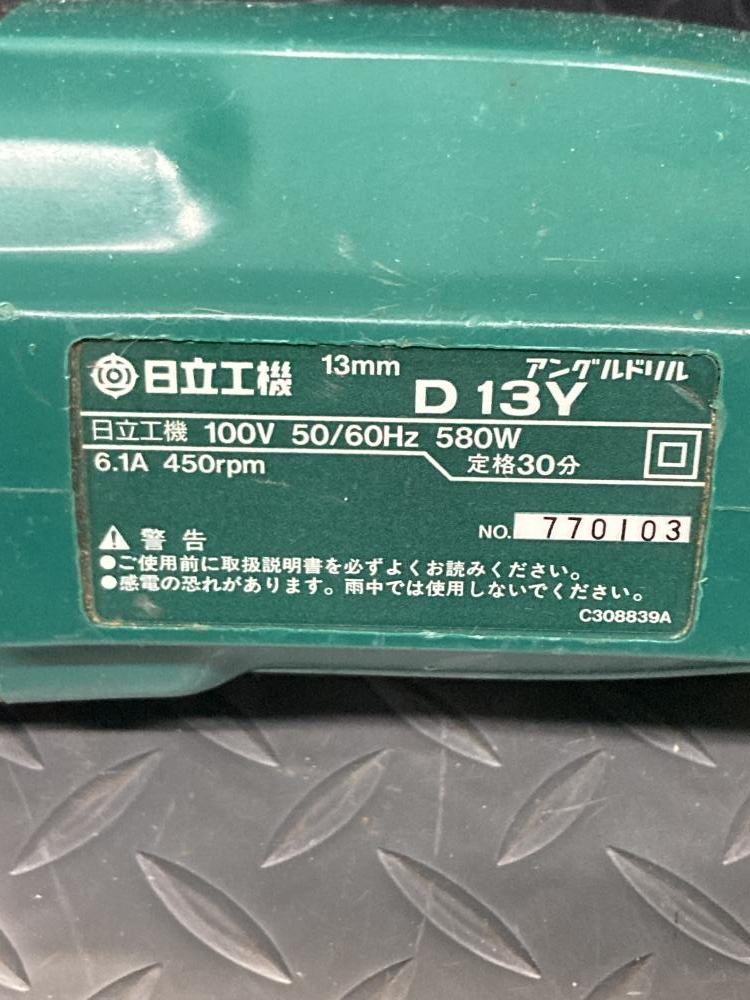 日立工機 13mm アングルドリル
D 13Y
日立工機 100V 50/60Hz 580W
6.1A 450rpm 定格30分
NO. 770103
警告
●ご使用前に取扱説明書を必ずよくお読みください。
●感電の恐れがあります。雨中では使用しないでください。
C308839A